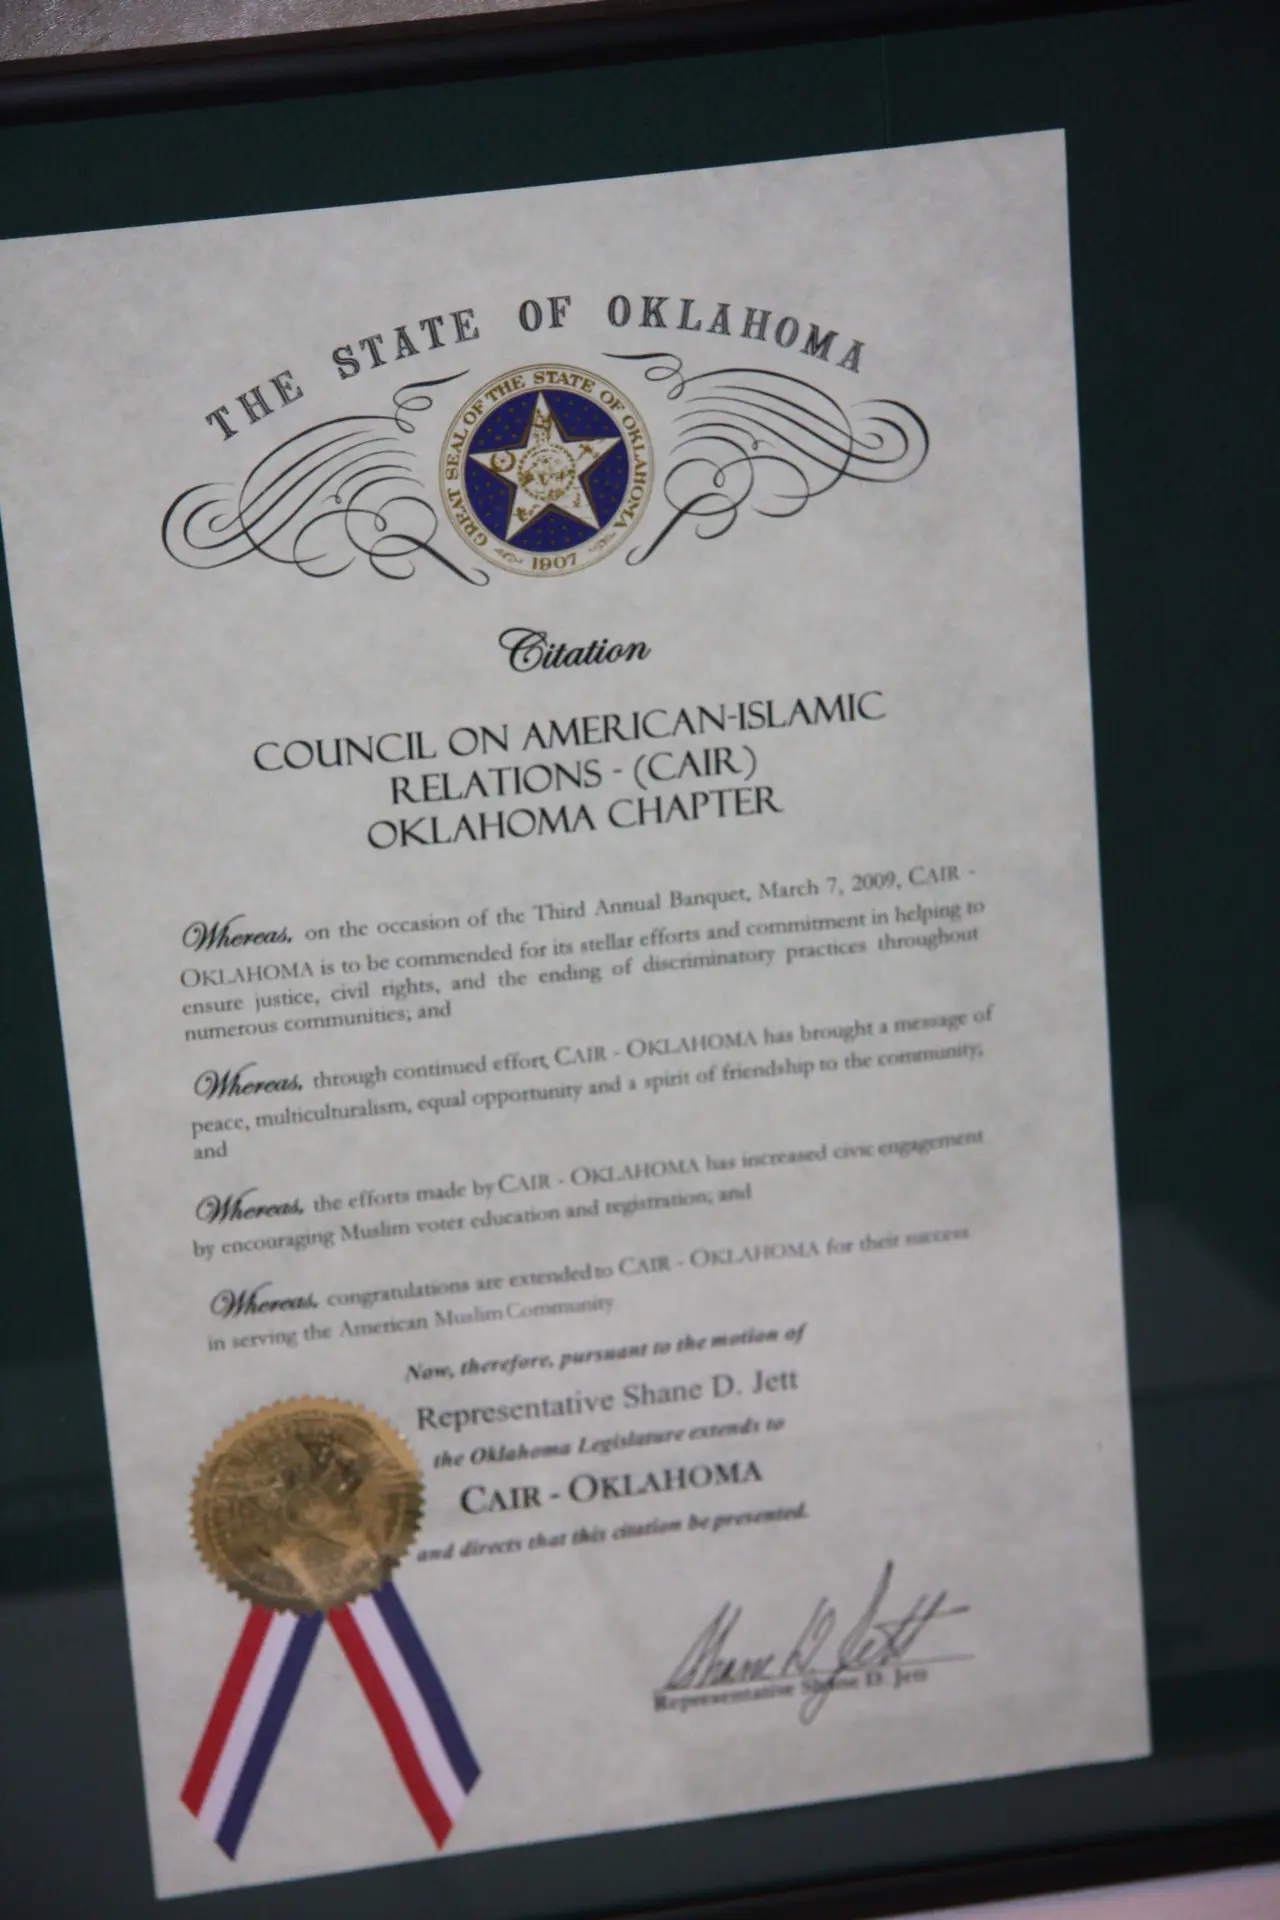 THE STATE OF OKLAHOMA
GREAT SEAL OF THE STATE OF OKLAHOMA
1907
Citation
COUNCIL ON AMERICAN-ISLAMIC
RELATIONS - (CAIR)
OKLAHOMA CHAPTER
Whereas, on the occasion of the Third Annual Banquet, March 7, 2009, CAIR -
OKLAHOMA is to be commended for its stellar efforts and commitment in helping to
ensure justice, civil rights, and the ending of discriminatory practices throughout
numerous communities; and
Whereas, through continued effort, CAIR - OKLAHOMA has brought a message of
peace, multiculturalism, equal opportunity and a spirit of friendship to the community;
and
Whereas, the efforts made by CAIR - OKLAHOMA has increased civic engagement
by encouraging Muslim voter education and registration; and
Whereas, congratulations are extended to CAIR - OKLAHOMA for their success
in serving the American Muslim Community.
Now, therefore, pursuant to the motion of
Representative Shane D. Jett
the Oklahoma Legislature extends to
CAIR - OKLAHOMA
and directs that this citation be presented.
Shane D. Jett
Representative Shane D. Jett